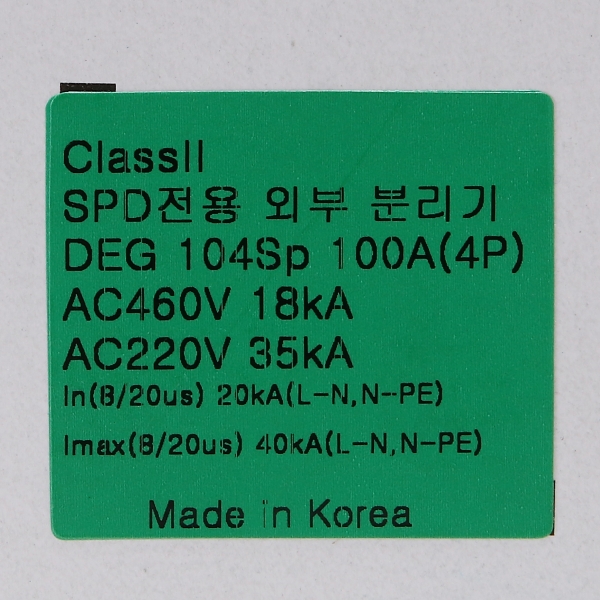 ClassII
SPD전용 외부 분리기
DEG 104Sp 100A(4P)
AC460V 18kA
AC220V 35kA
In(8/20us) 20kA(L-N,N-PE)
Imax(8/20us) 40kA(L-N,N-PE)
Made in Korea